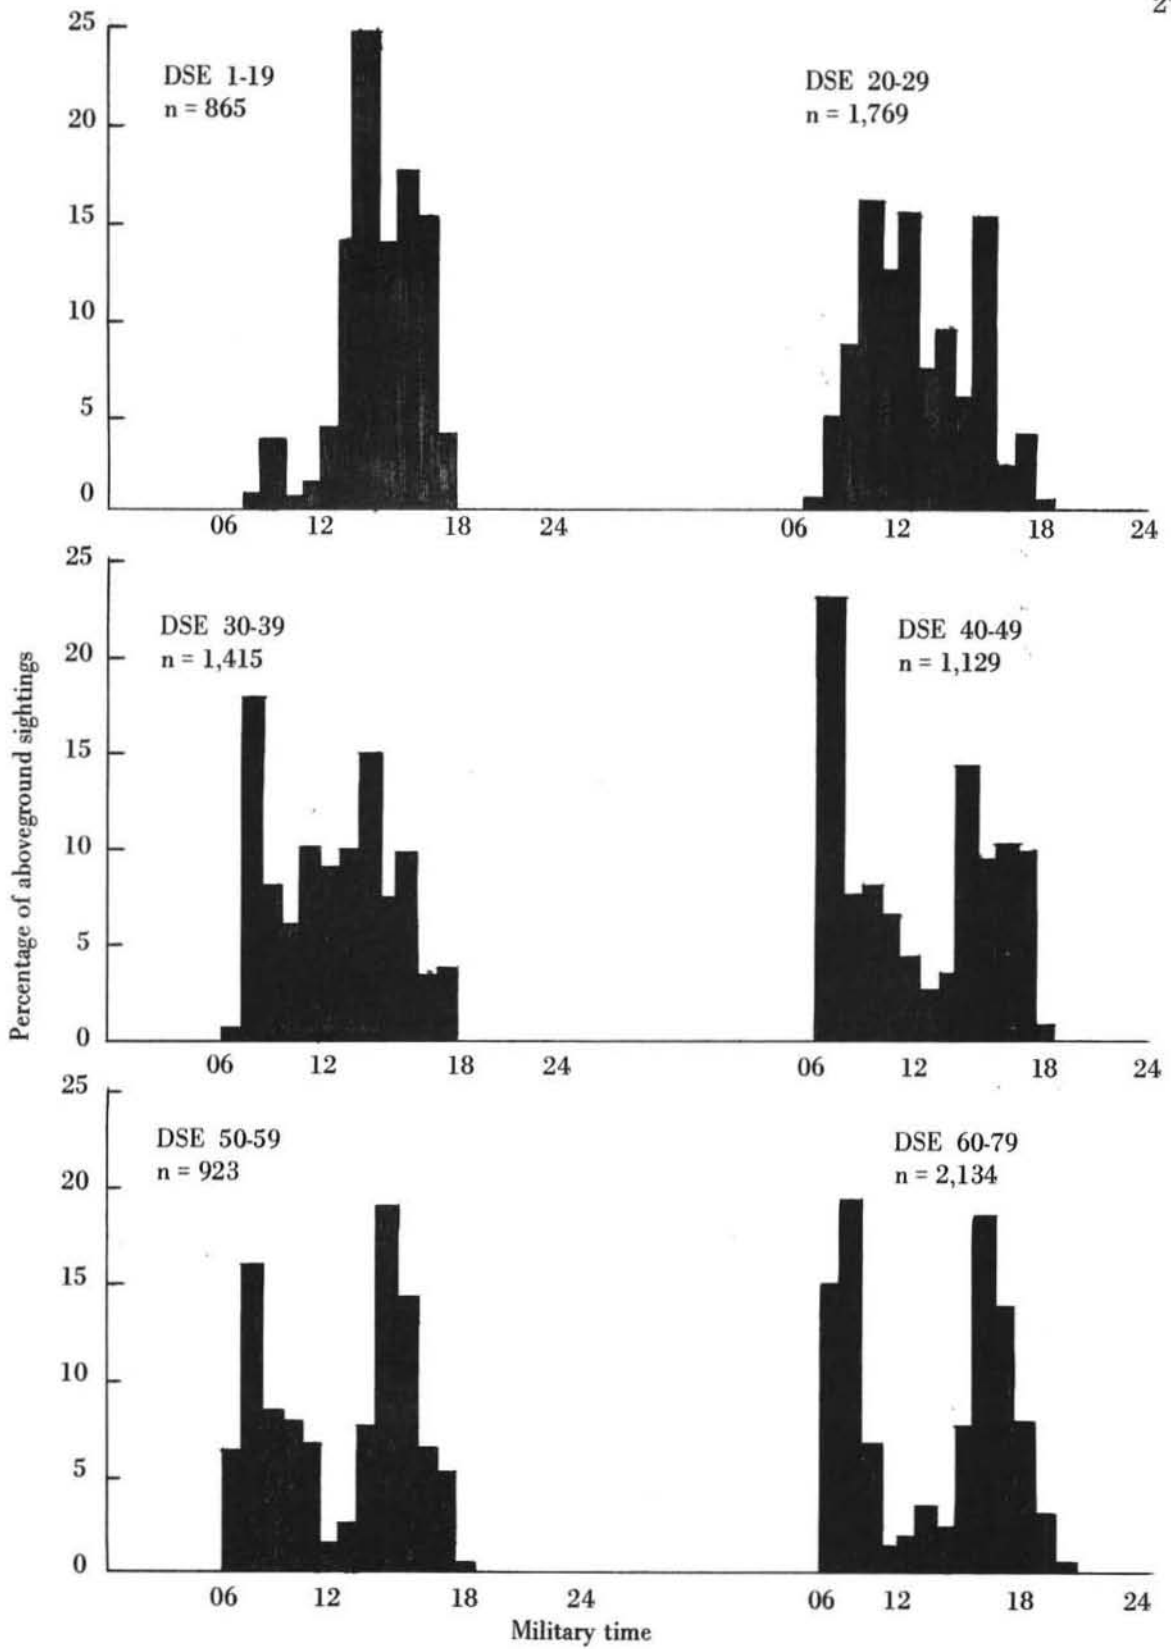 25
20
15
10
5
0
DSE 1-19
n = 865
DSE 20-29
n = 1,769
06 12 18 24 06 12 18 24
25
20
15
10
5
0
DSE 30-39
n = 1,415
DSE 40-49
n = 1,129
06 12 18 24 06 12 18 24
Percentage of aboveground sightings
25
20
15
10
5
0
DSE 50-59
n = 923
DSE 60-79
n = 2,134
06 12 18 24 06 12 18 24
Military time